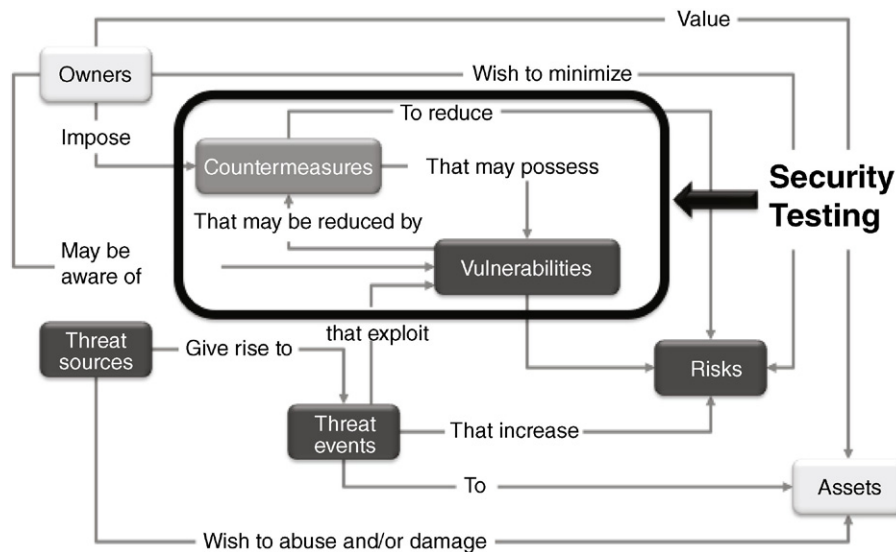 Value
Owners
Wish to minimize
To reduce
Impose
Countermeasures
That may possess
Security
Testing
That may be reduced by
May be
aware of
Vulnerabilities
that exploit
Threat
sources
Give rise to
Risks
Threat
events
That increase
To
Assets
Wish to abuse and/or damage